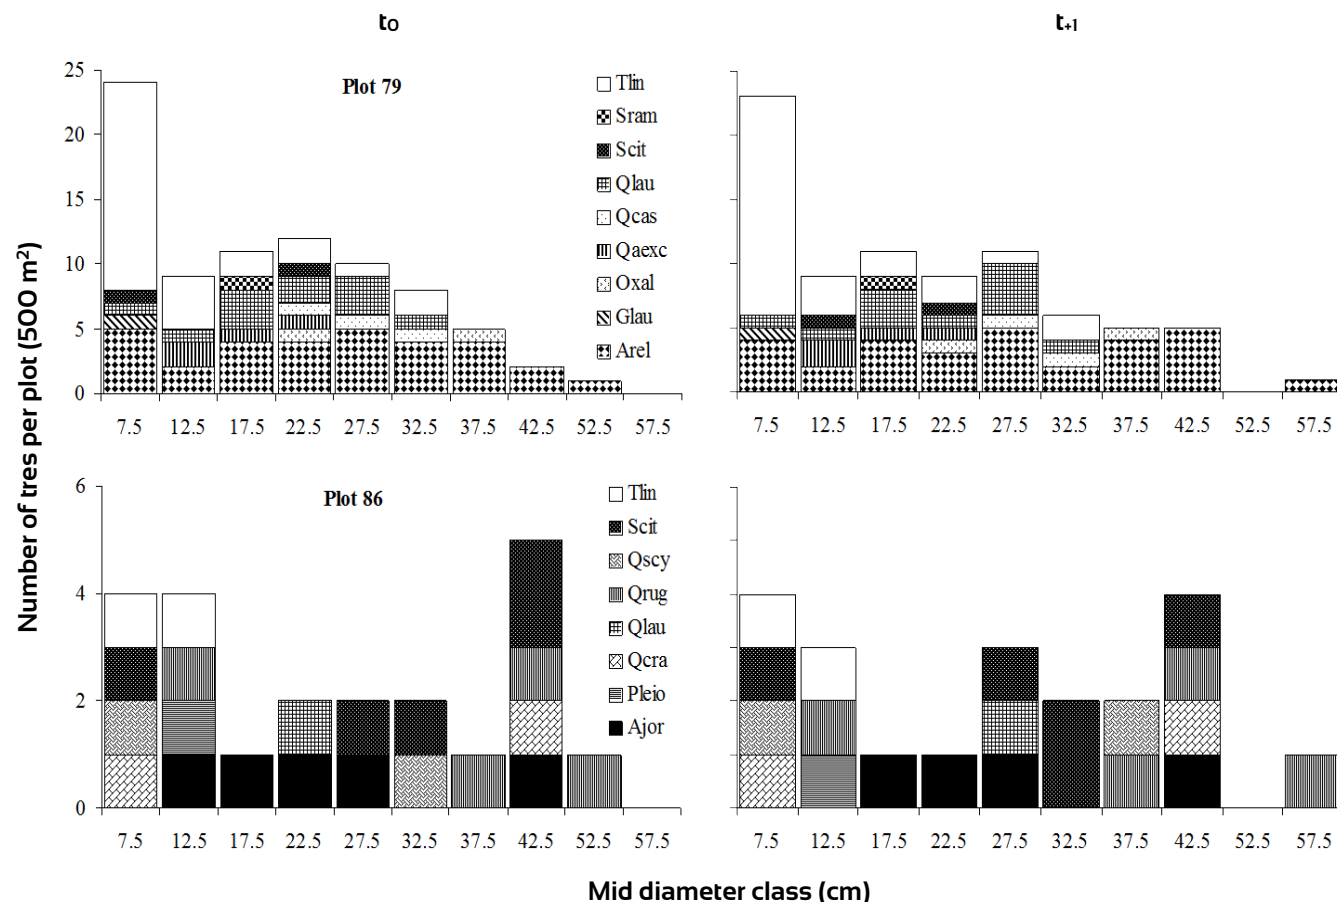 t0
t+1
Number of tres per plot (500 m²)
Plot 79
25
20
15
10
5
0
Tlin
Sram
Scit
Qlau
Qcas
Qaexc
Oxal
Glau
Arel
7.5 12.5 17.5 22.5 27.5 32.5 37.5 42.5 52.5 57.5
7.5 12.5 17.5 22.5 27.5 32.5 37.5 42.5 52.5 57.5
Plot 86
6
4
2
0
Tlin
Scit
Qscy
Qrug
Qlau
Qcra
Pleio
Ajor
7.5 12.5 17.5 22.5 27.5 32.5 37.5 42.5 52.5 57.5
7.5 12.5 17.5 22.5 27.5 32.5 37.5 42.5 52.5 57.5
Mid diameter class (cm)